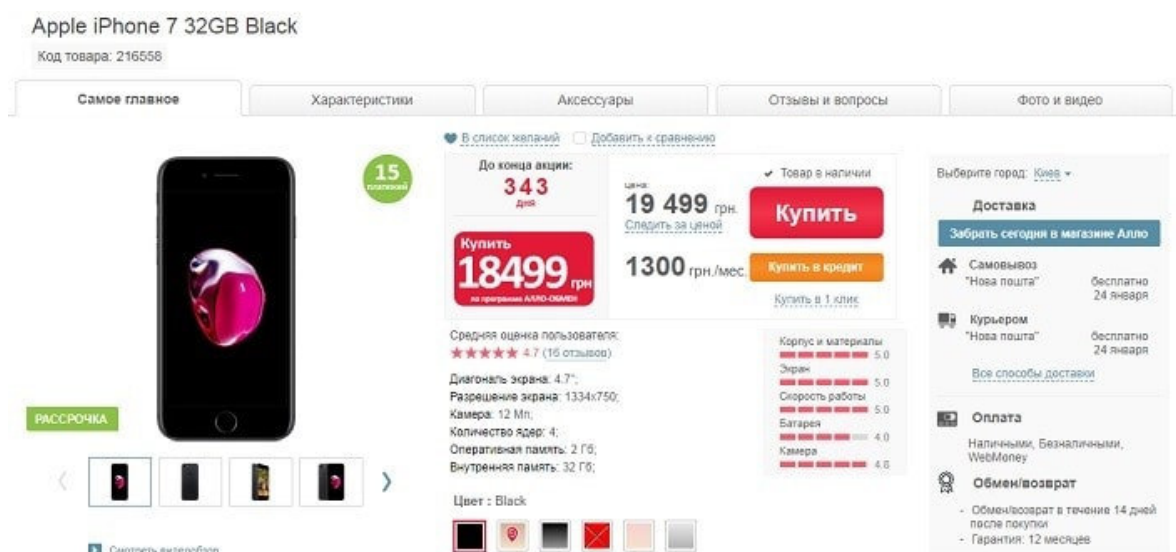 Apple iPhone 7 32GB Black
Код товара: 216558
Самое главное
Характеристики
Аксессуары
Отзывы и вопросы
Фото и видео
В список желаний
Добавить к сравнению
15
платежей
До конца акции:
343
дня
Купить
18499 грн
по программе АЛЛО-ОБМЕН
цена:
19 499 грн.
Следить за ценой
1300 грн./мес.
Товар в наличии
Купить
Купить в кредит
Купить в 1 клик
Средняя оценка пользователя:
4.7 (16 отзывов)
Диагональ экрана: 4.7";
Разрешение экрана: 1334x750;
Камера: 12 Мп;
Количество ядер: 4;
Оперативная память: 2 Гб;
Внутренняя память: 32 Гб;
Корпус и материалы
5.0
Экран
5.0
Скорость работы
5.0
Батарея
4.0
Камера
4.8
Цвет : Black
РАССРОЧКА
Смотреть видеообзор
Выберите город: Киев
Доставка
Забрать сегодня в магазине Алло
Самовывоз
"Нова пошта" бесплатно
24 января
Курьером
"Нова пошта" бесплатно
24 января
Все способы доставки
Оплата
Наличными, Безналичными,
WebMoney
Обмен/возврат
- Обмен/возврат в течение 14 дней
после покупки
- Гарантия: 12 месяцев